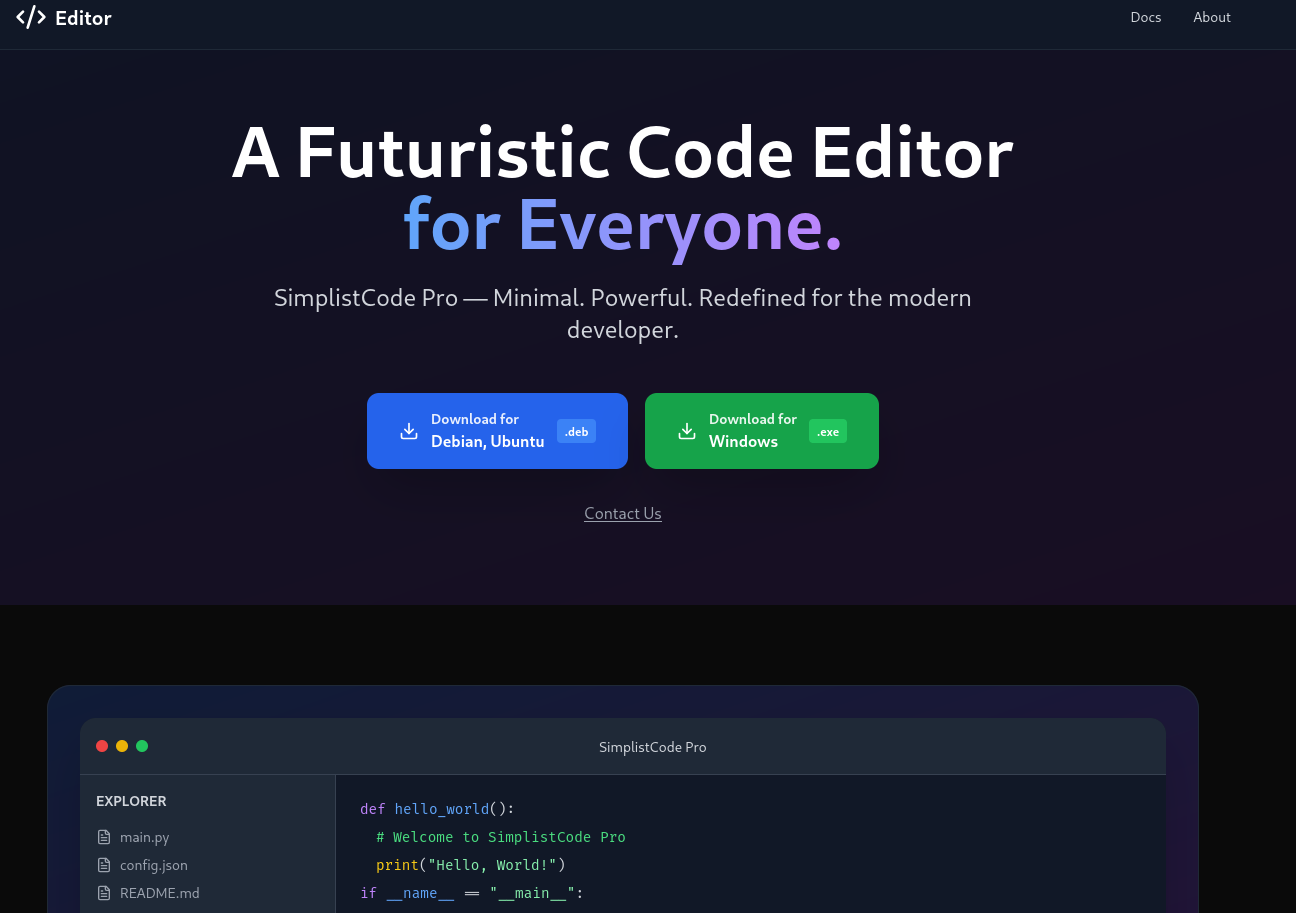 </> Editor
Docs
About
A Futuristic Code Editor
for Everyone.
SimplistCode Pro — Minimal. Powerful. Redefined for the modern
developer.
Download for
Debian, Ubuntu
.deb
Download for
Windows
.exe
Contact Us
SimplistCode Pro
EXPLORER
main.py
config.json
README.md
def hello_world():
# Welcome to SimplistCode Pro
print("Hello, World!")
if __name__ == "__main__":